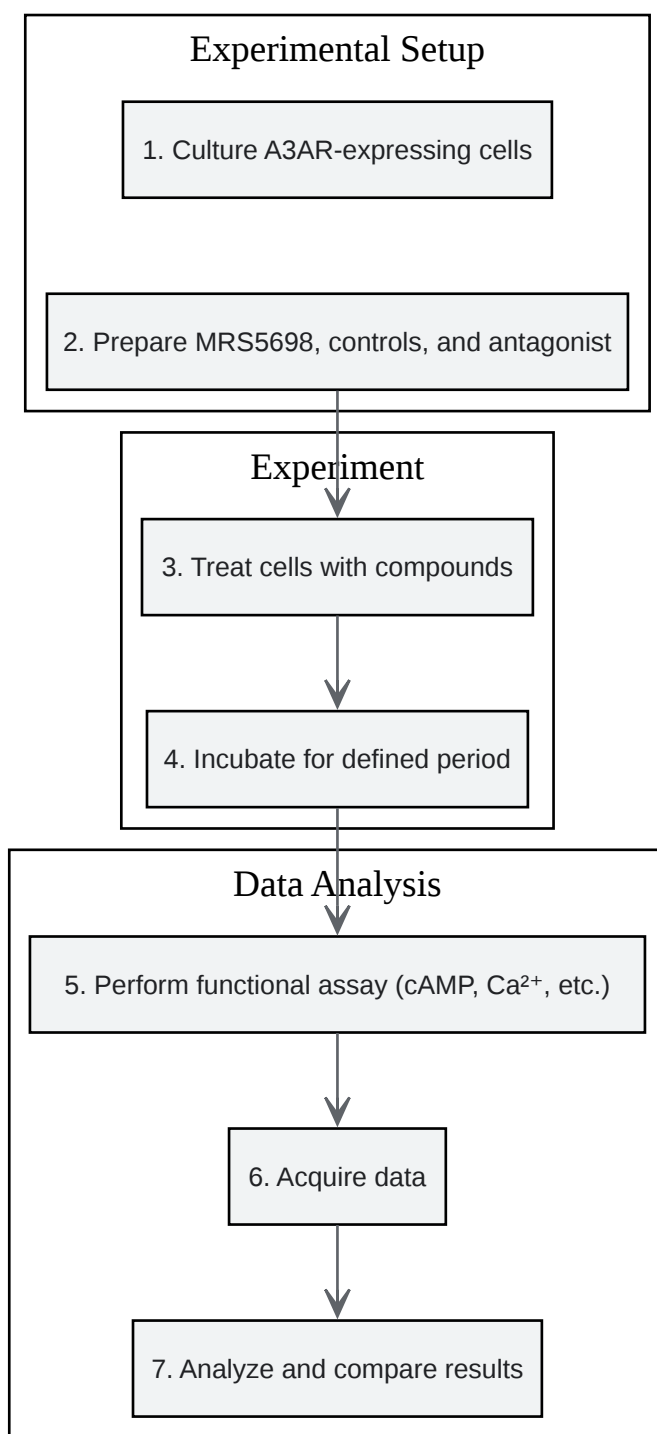 Experimental Setup
1. Culture A3AR-expressing cells
2. Prepare MRS5698, controls, and antagonist
Experiment
3. Treat cells with compounds
4. Incubate for defined period
Data Analysis
5. Perform functional assay (cAMP, Ca²⁺, etc.)
6. Acquire data
7. Analyze and compare results